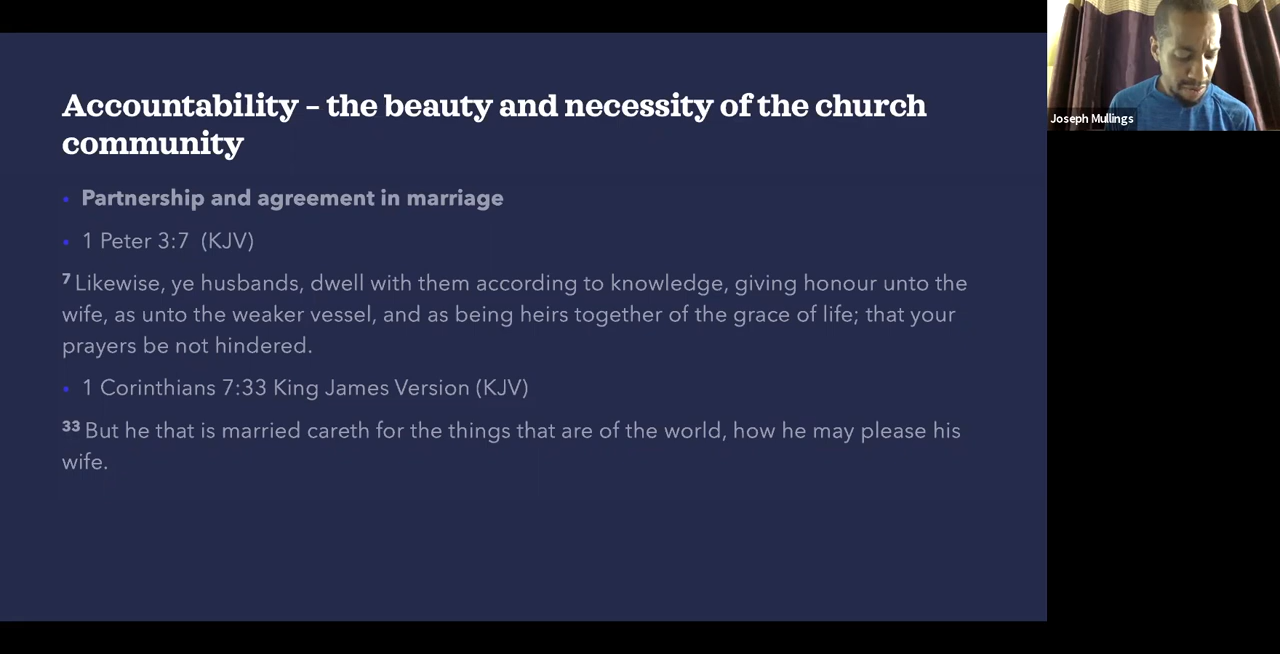 Accountability – the beauty and necessity of the church
community
• Partnership and agreement in marriage
• 1 Peter 3:7 (KJV)
7 Likewise, ye husbands, dwell with them according to knowledge, giving honour unto the
wife, as unto the weaker vessel, and as being heirs together of the grace of life; that your
prayers be not hindered.
• 1 Corinthians 7:33 King James Version (KJV)
33 But he that is married careth for the things that are of the world, how he may please his
wife.
Joseph Mullings